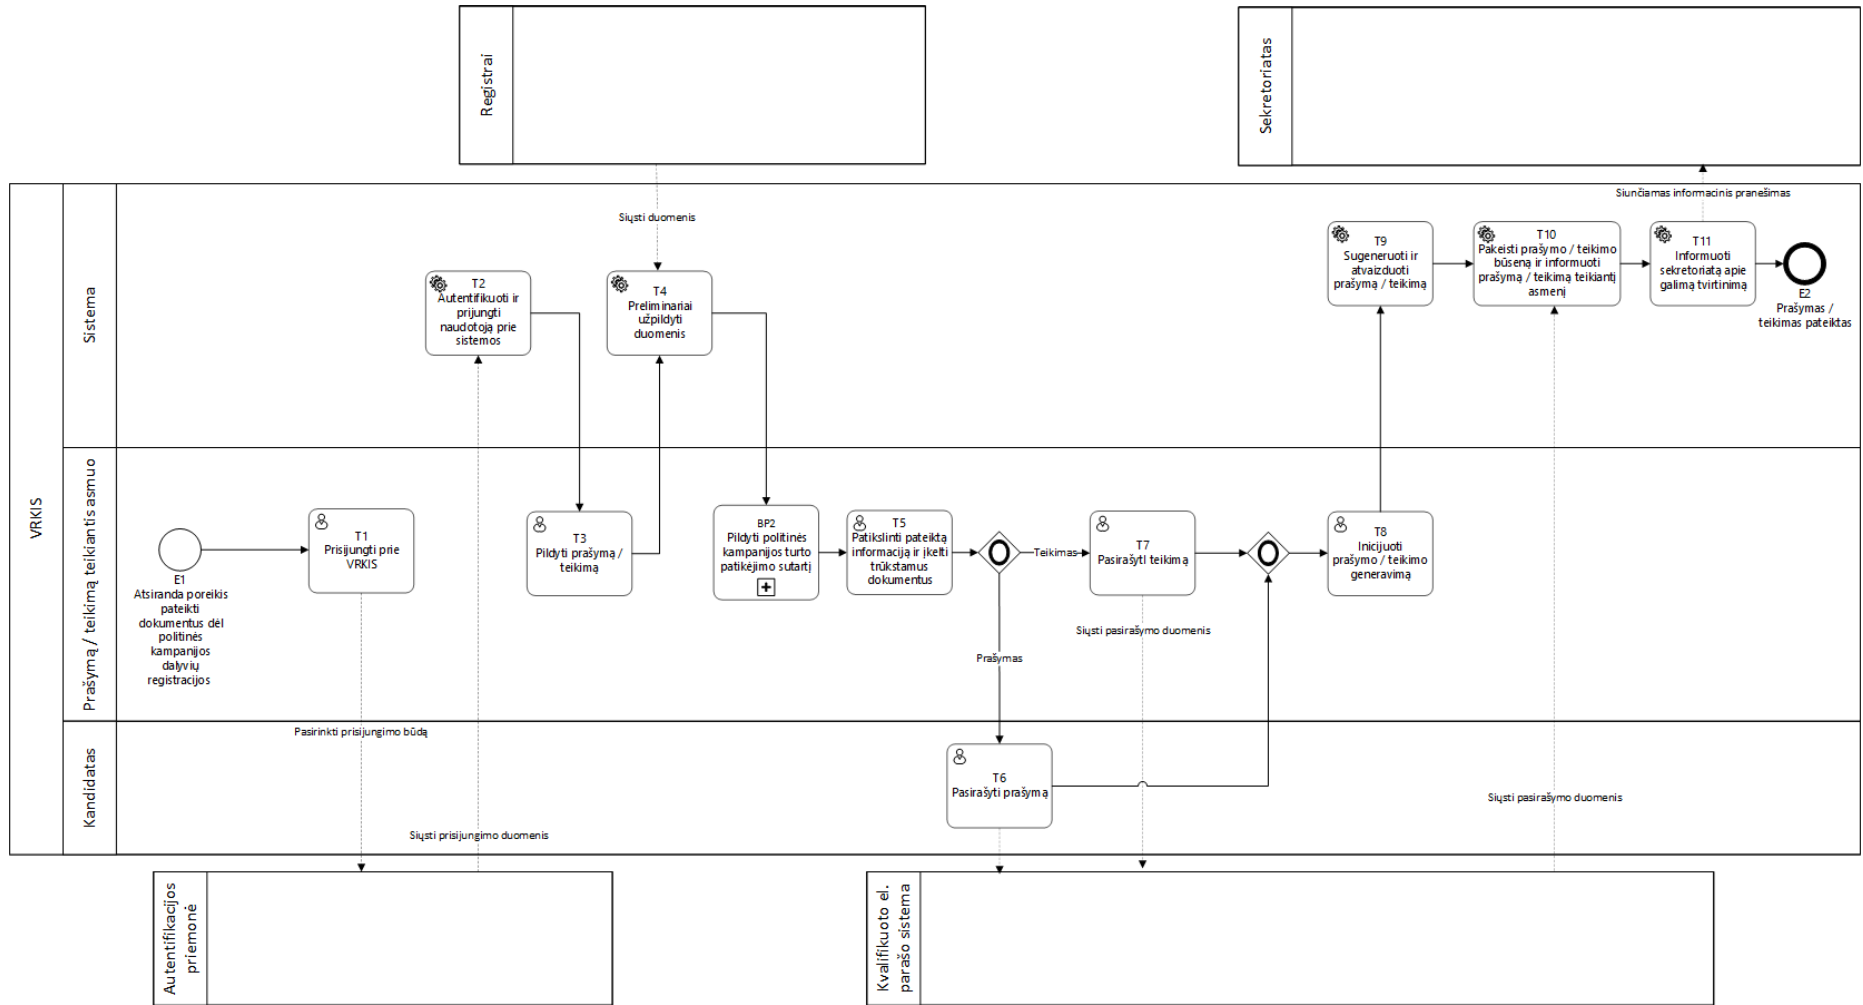 Registrai
Sekretoriatas
VRKIS
Sistema
Siųsti duomenis
Siunčiamas informacinis pranešimas
T2
Autentifikuoti ir
prijungti
naudotoją prie
sistemos
T4
Preliminariai
užpildyti
duomenis
T9
Sugeneruoti ir
atvaizduoti
prašymą / teikimą
T10
Pakeisti prašymo / teikimo
būseną ir informuoti
prašymą / teikimą teikiantį
asmenį
T11
Informuoti
sekretoriatą apie
galimą tvirtinimą
E2
Prašymas /
teikimas pateiktas
Prašymą / teikimą teikiantis asmuo
E1
Atsiranda poreikis
pateikti
dokumentus dėl
politinės
kampanijos
dalyvių
registracijos
T1
Prisijungti prie
VRKIS
T3
Pildyti prašymą /
teikimą
BP2
Pildyti politinės
kampanijos turto
patikėjimo sutartį
T5
Patikslinti pateiktą
informaciją ir įkelti
trūkstamus
dokumentus
Teikimas
T7
Pasirašyti teikimą
T8
Inicijuoti
prašymo / teikimo
generavimą
Siųsti pasirašymo duomenis
Prašymas
Kandidatas
Pasirinkti prisijungimo būdą
T6
Pasirašyti prašymą
Siųsti prisijungimo duomenis
Siųsti pasirašymo duomenis
Autentifikacijos
priemonė
Kvalifikuoto el.
parašo sistema